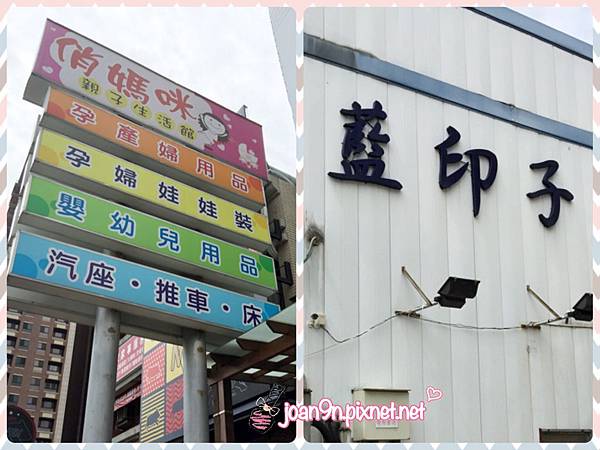 俏媽咪
親子生活館
孕產婦用品
孕婦娃娃裝
嬰幼兒用品
汽座·推車·床
藍印子
joan9n.pixnet.net